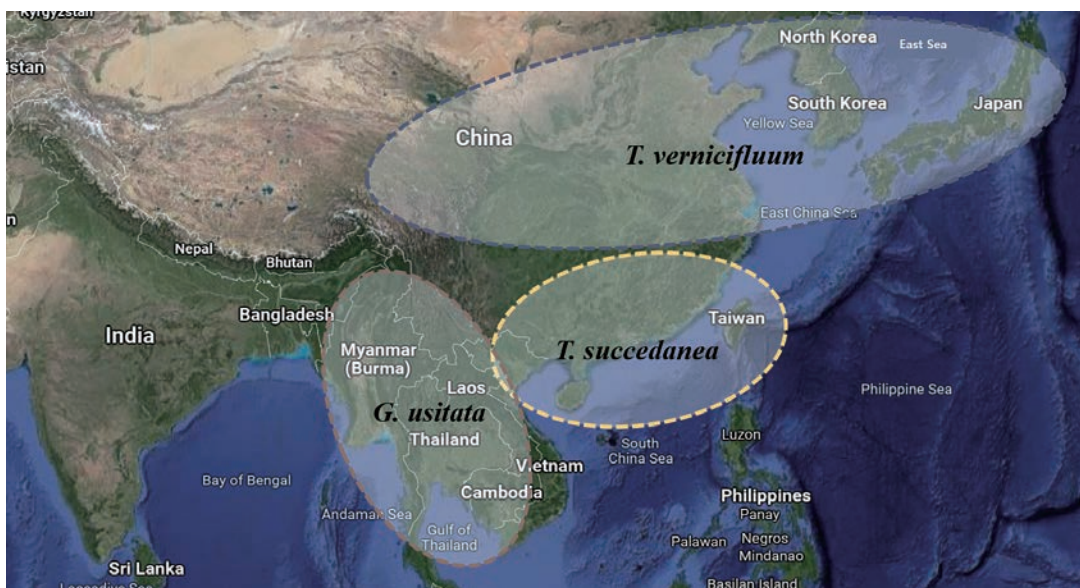 Kyrgyzstan
North Korea
East Sea
istan
South Korea
Japan
China
Yellow Sea
T. vernicifluum
n
East China Sea
Nepal
Bhutan
Bangladesh
Taiwan
India
Myanmar
(Burma)
T. succedanea
Laos
Philippine Sea
G. usitata
Thailand
Luzon
South
China Sea
Vietnam
Bay of Bengal
Cambodia
Philippines
Andaman Sea
Panay
Gulf of
Thailand
Palawan
Negros
Mindanao
Sri Lanka
Basilan Island